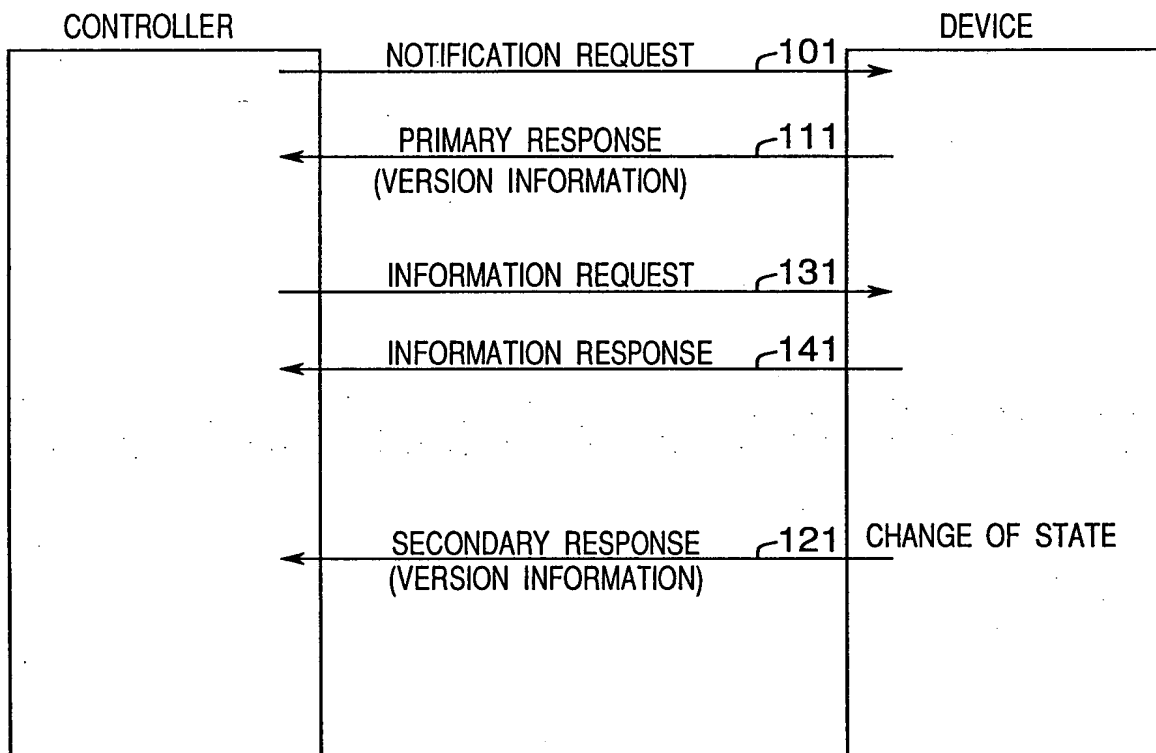 CONTROLLER
DEVICE
NOTIFICATION REQUEST 101
PRIMARY RESPONSE 111
(VERSION INFORMATION)
INFORMATION REQUEST 131
INFORMATION RESPONSE 141
SECONDARY RESPONSE 121 CHANGE OF STATE
(VERSION INFORMATION)